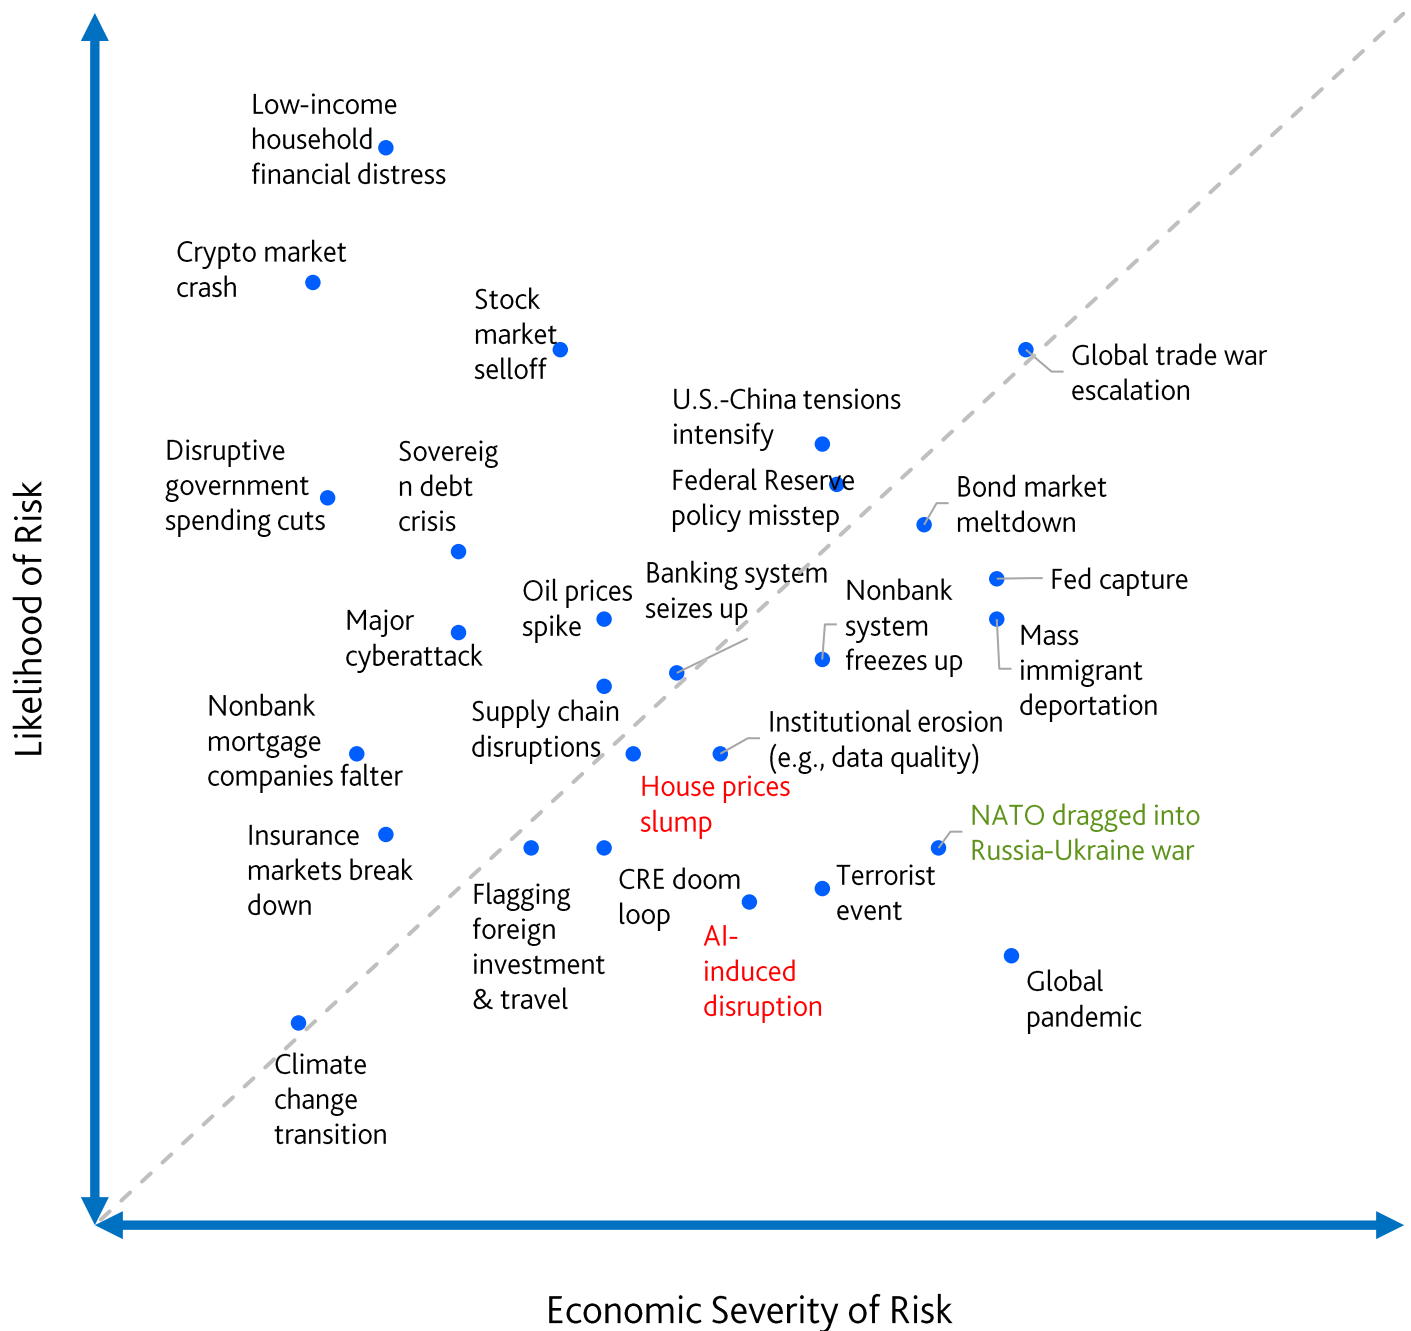 Low-income
household
financial distress
Crypto market
crash
Stock
market
selloff
Global trade war
escalation
U.S.-China tensions
intensify
Disruptive
government
spending cuts
Sovereig
n debt
crisis
Federal Reserve
policy misstep
Bond market
meltdown
Banking system
seizes up
Oil prices
spike
Nonbank
system
freezes up
Fed capture
Major
cyberattack
Mass
immigrant
deportation
Nonbank
mortgage
companies falter
Supply chain
disruptions
Institutional erosion
(e.g., data quality)
House prices
slump
Insurance
markets break
down
NATO dragged into
Russia-Ukraine war
Flagging
foreign
investment
& travel
CRE doom
loop
Terrorist
event
AI-
induced
disruption
Global
pandemic
Climate
change
transition
Likelihood of Risk
Economic Severity of Risk